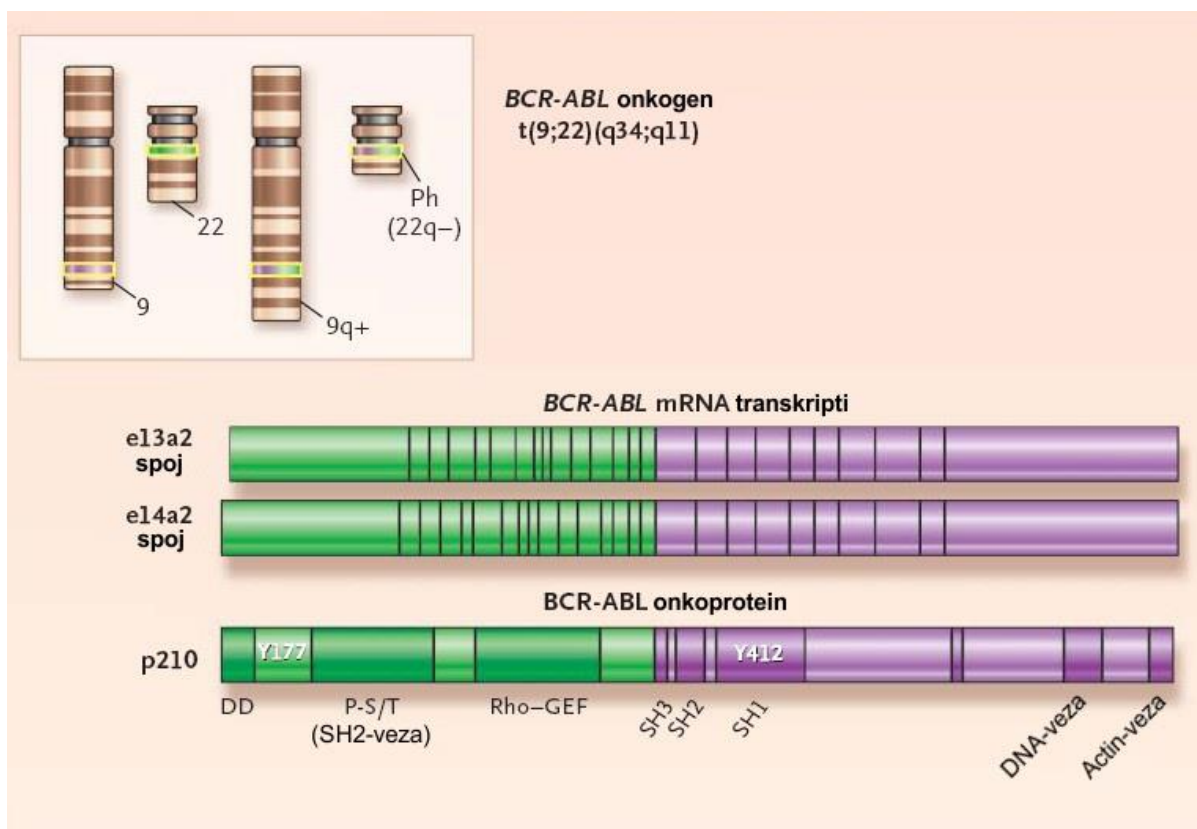 BCR-ABL onkogen
t(9;22)(q34;q11)
Ph
(22q−)
22
9
9q+
BCR-ABL mRNA transkripti
e13a2
spoj
e14a2
spoj
BCR-ABL onkoprotein
p210
Y177
Y412
DD
P-S/T
(SH2-veza)
Rho–GEF
SH3
SH2
SH1
DNA-veza
Actin-veza